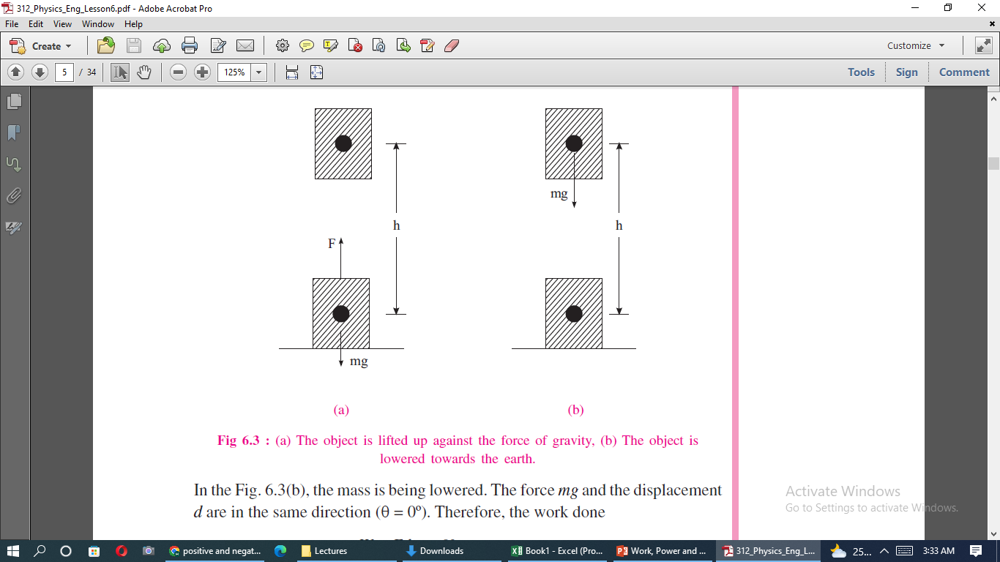 312_Physics_Eng_Lesson6.pdf - Adobe Acrobat Pro
File Edit View Window Help
Create
Customize
5 / 34
125%
Tools Sign Comment
mg
h
h
F
mg
(a)
(b)
Fig 6.3 : (a) The object is lifted up against the force of gravity, (b) The object is
lowered towards the earth.
In the Fig. 6.3(b), the mass is being lowered. The force mg and the displacement
d are in the same direction (θ = 0º). Therefore, the work done
Activate Windows
Go to Settings to activate Windows.
positive and negat...
Lectures
Downloads
Book1 - Excel (Pro...
Work, Power and ...
312_Physics_Eng_L...
25...
3:33 AM